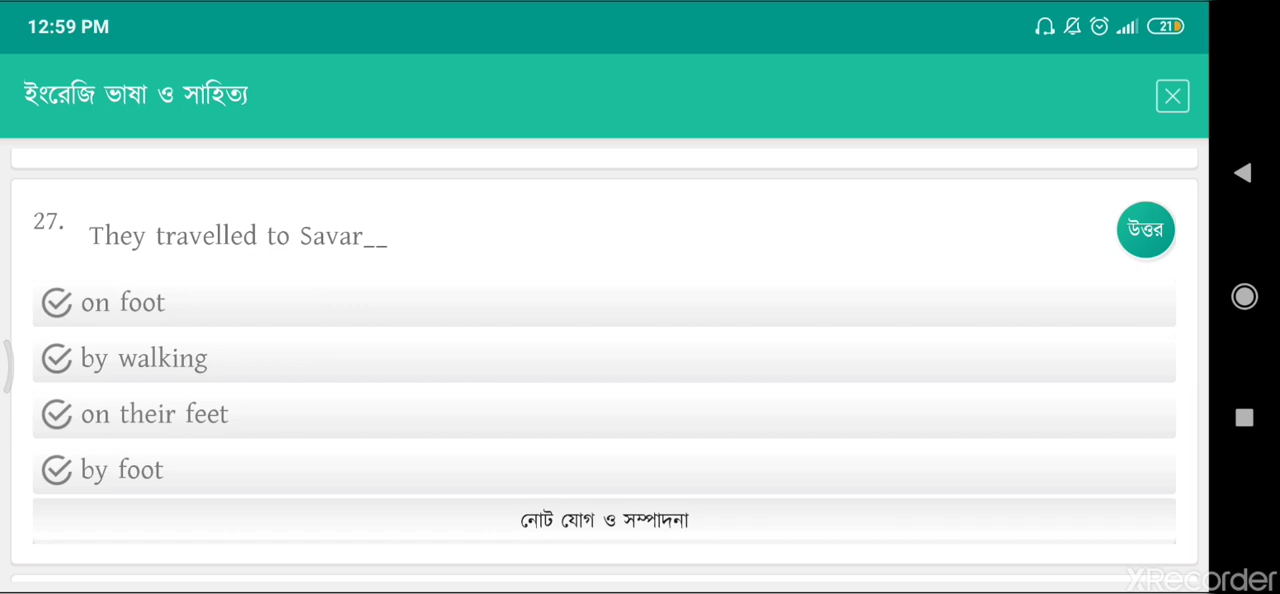 12:59 PM
21
ইংরেজি ভাষা ও সাহিত্য
27. They travelled to Savar__
উত্তর
on foot
by walking
on their feet
by foot
নোট যোগ ও সম্পাদনা
XRecorder